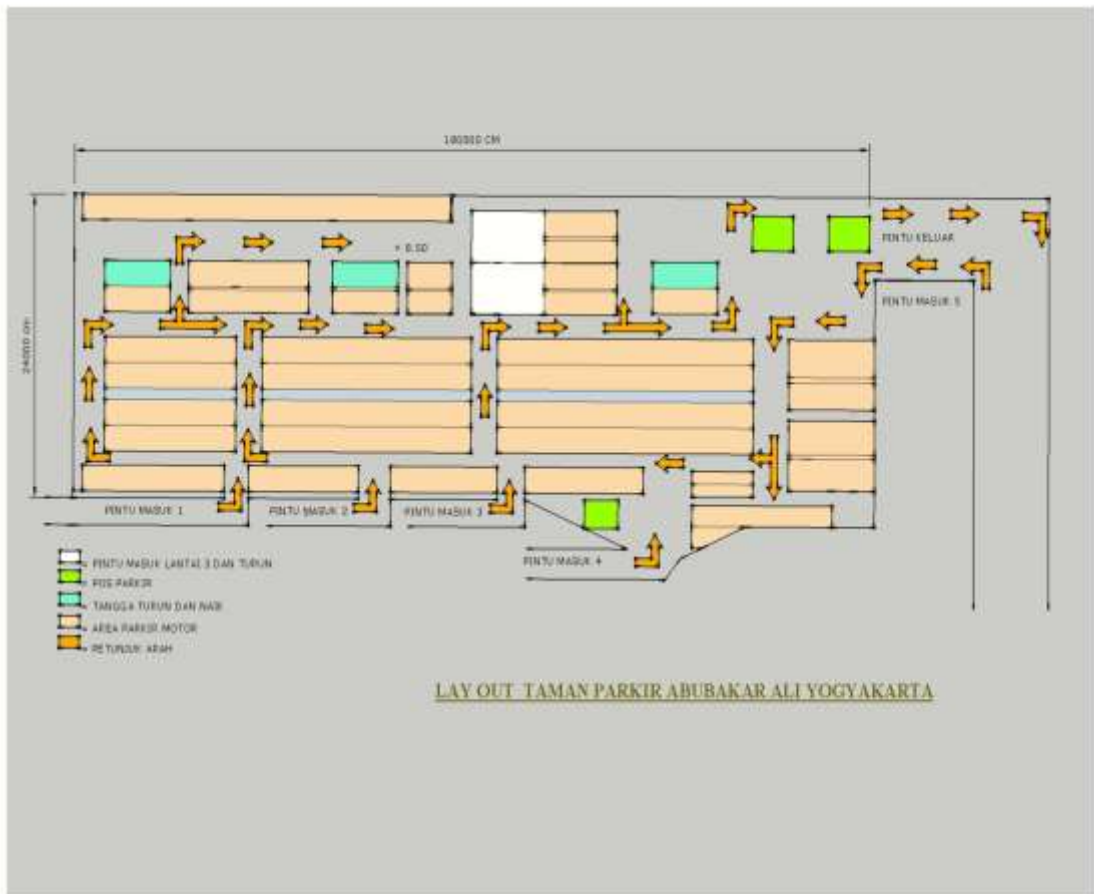 10000 CM
+ 0.50
24000 cm
PINTU KELUAR
PINTU MASUK 5
PINTU MASUK 1
PINTU MASUK 2
PINTU MASUK 3
PINTU MASUK 4
= PINTU MASUK LANTAI 3 DAN TURUN
= POS PARKIR
= TANGGA TURUN DAN NAIK
= AREA PARKIR MOTOR
= PETUNJUK ARAH
LAY OUT TAMAN PARKIR ABUBAKAR ALI YOGYAKARTA